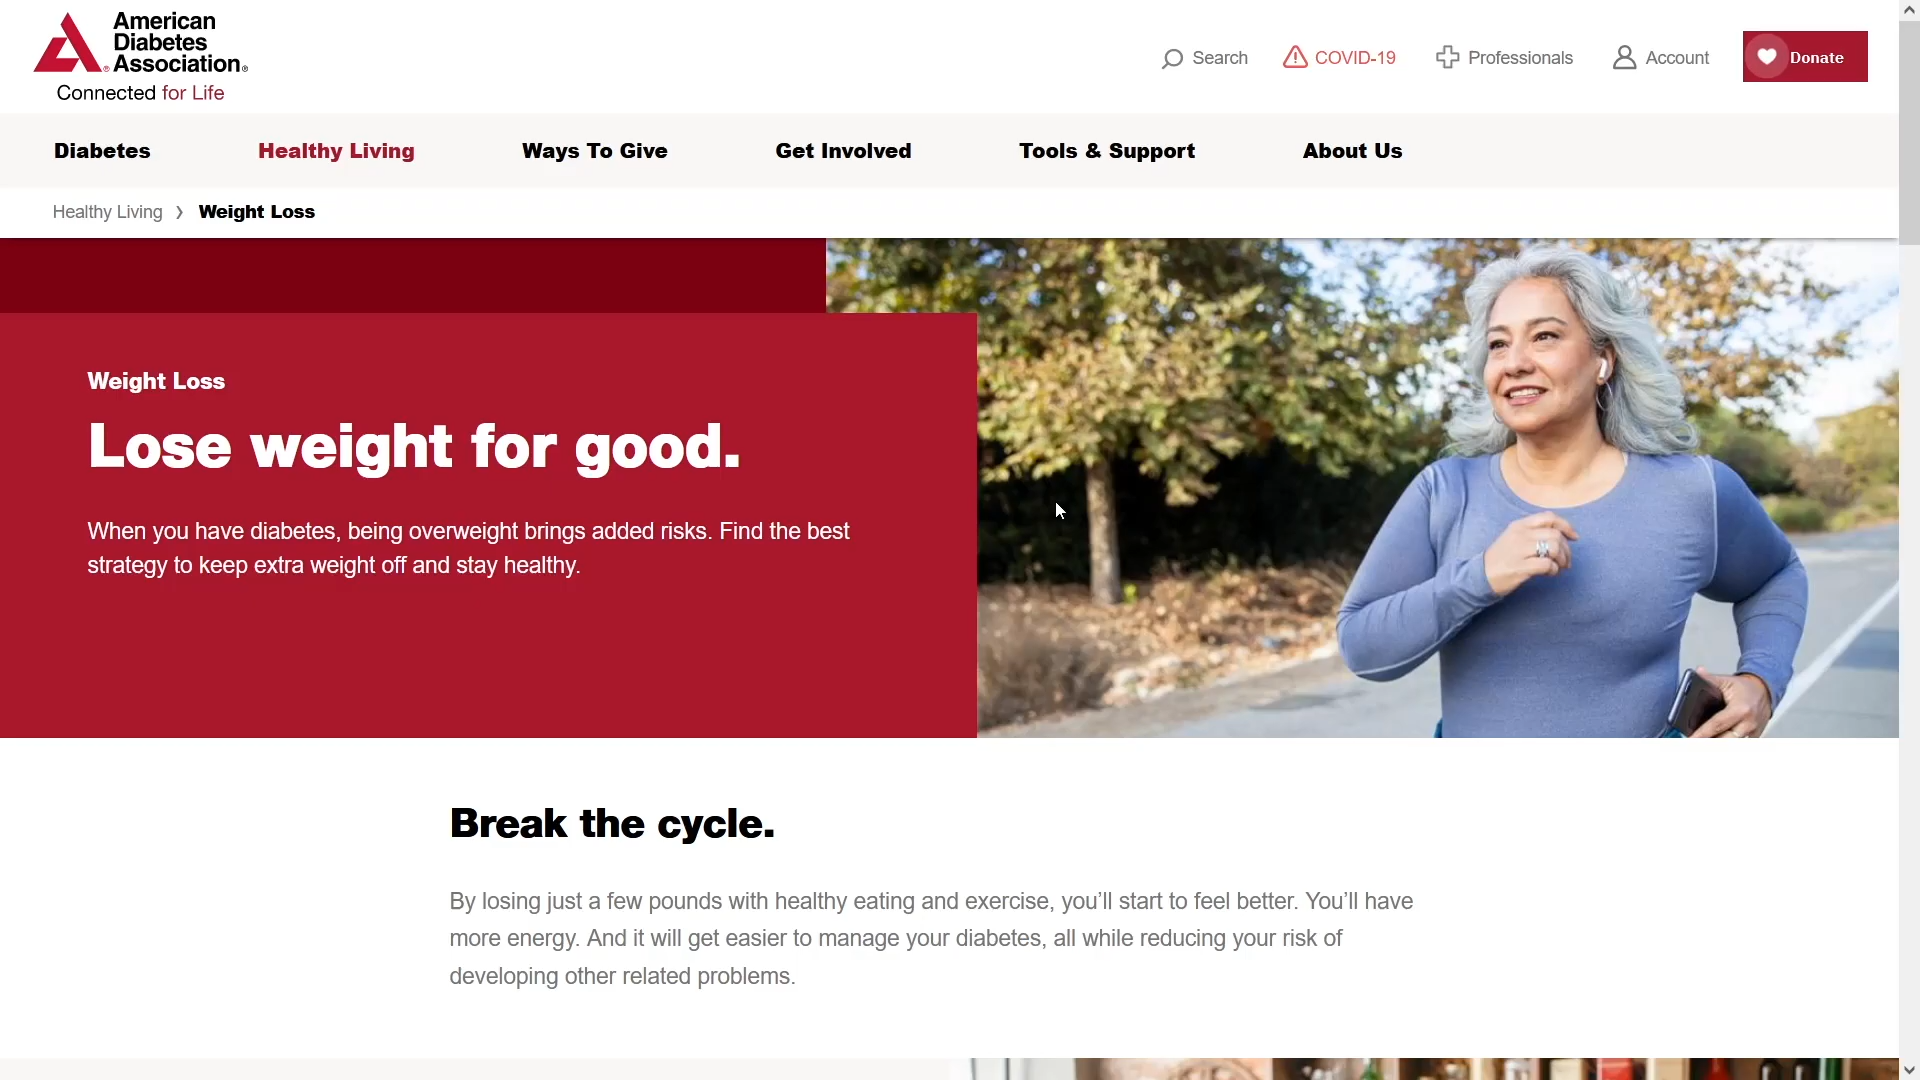 American
Diabetes
Association®
Connected for Life
Search
COVID-19
Professionals
Account
Donate
Diabetes
Healthy Living
Ways To Give
Get Involved
Tools & Support
About Us
Healthy Living › Weight Loss
Weight Loss
Lose weight for good.
When you have diabetes, being overweight brings added risks. Find the best
strategy to keep extra weight off and stay healthy.
Break the cycle.
By losing just a few pounds with healthy eating and exercise, you’ll start to feel better. You’ll have
more energy. And it will get easier to manage your diabetes, all while reducing your risk of
developing other related problems.